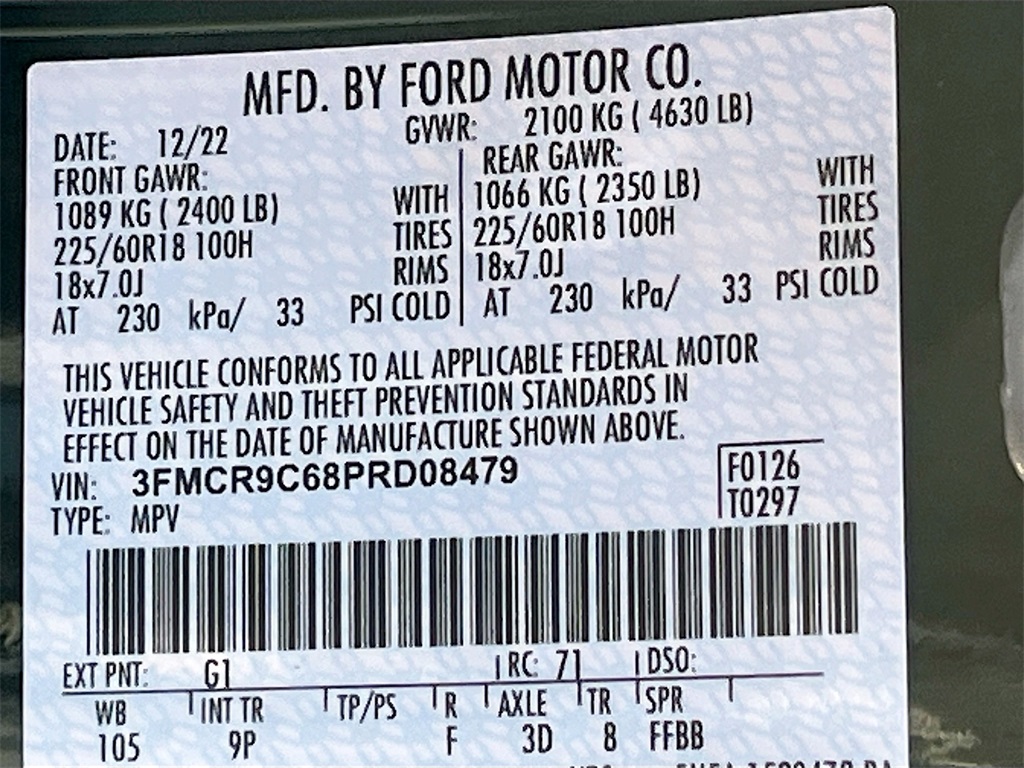 MFD. BY FORD MOTOR CO.
DATE: 12/22 GVWR: 2100 KG ( 4630 LB)
FRONT GAWR: REAR GAWR:
1089 KG ( 2400 LB) WITH 1066 KG ( 2350 LB) WITH
225/60R18 100H TIRES 225/60R18 100H TIRES
18x7.0J RIMS 18x7.0J RIMS
AT 230 kPa/ 33 PSI COLD AT 230 kPa/ 33 PSI COLD
THIS VEHICLE CONFORMS TO ALL APPLICABLE FEDERAL MOTOR
VEHICLE SAFETY AND THEFT PREVENTION STANDARDS IN
EFFECT ON THE DATE OF MANUFACTURE SHOWN ABOVE.
VIN: 3FMCR9C68PRD08479 F0126
TYPE: MPV T0297
EXT PNT: G1 RC: 71 DSO:
WB INT TR TP/PS R AXLE TR SPR
105 9P F 3D 8 FFBB